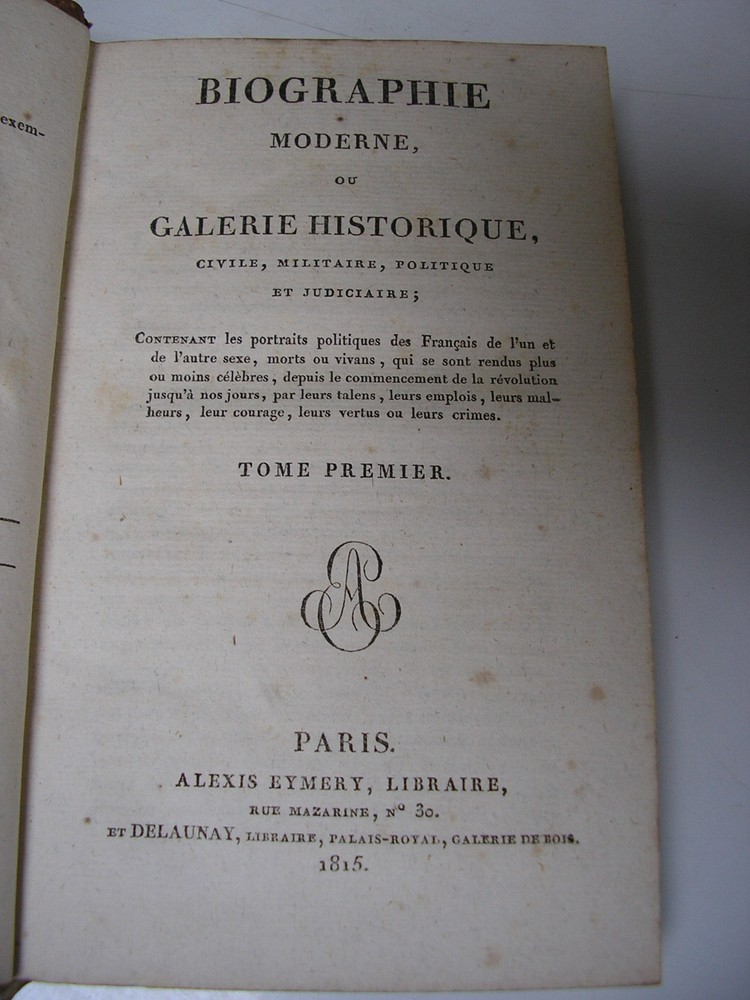 exem-
BIOGRAPHIE
MODERNE,
OU
GALERIE HISTORIQUE,
CIVILE, MILITAIRE, POLITIQUE
ET JUDICIAIRE;
CONTENANT les portraits politiques des Français de l'un et
de l'autre sexe, morts ou vivans, qui se sont rendus plus
ou moins célèbres, depuis le commencement de la révolution
jusqu'à nos jours, par leurs talens, leurs emplois, leurs mal-
heurs, leur courage, leurs vertus ou leurs crimes.
TOME PREMIER.
AE
PARIS.
ALEXIS EYMERY, LIBRAIRE,
RUE MAZARINE, Nº 30.
ET DELAUNAY, LIBRAIRE, PALAIS-ROYAL, GALERIE DE BOIS.
1815.